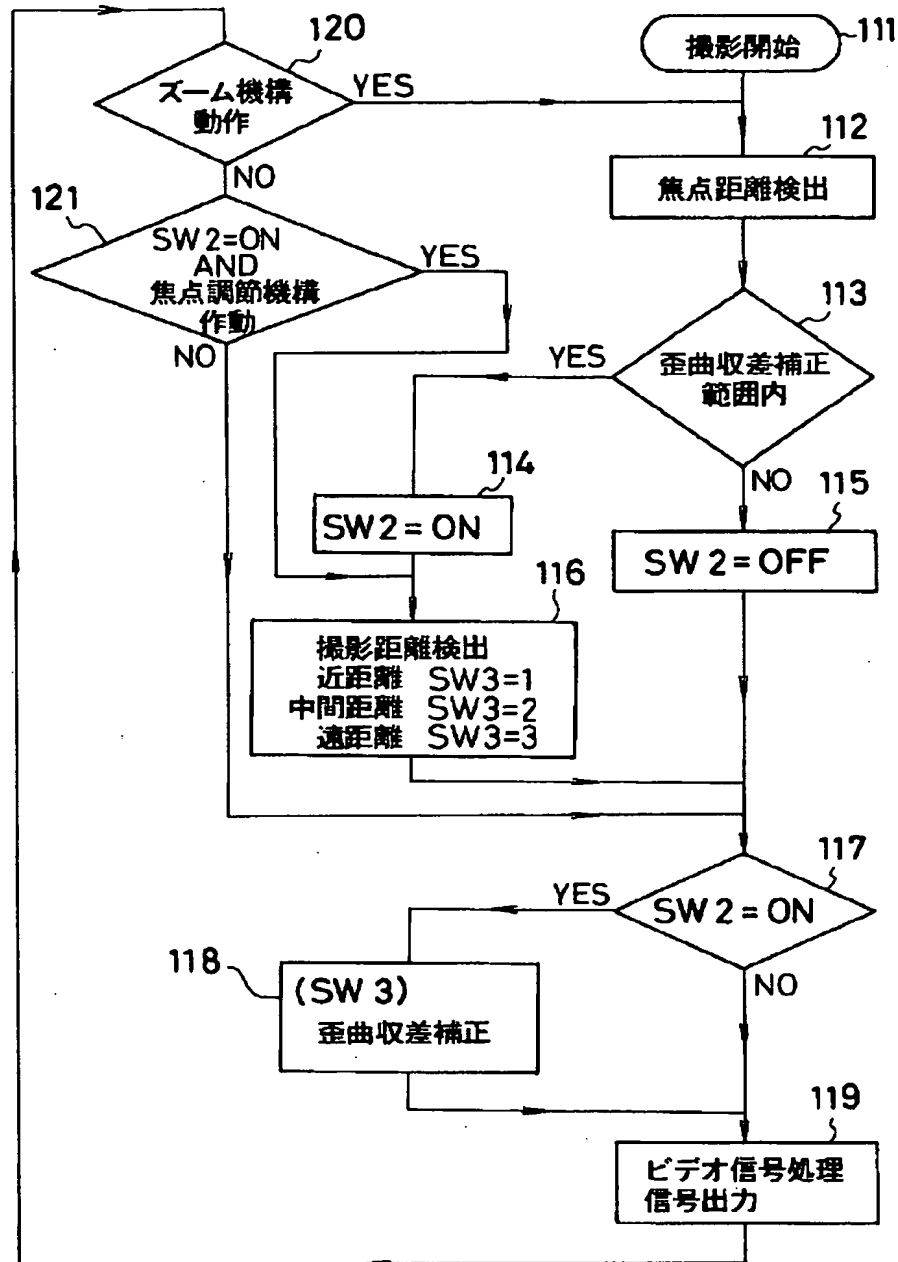 撮影開始
111
112
焦点距離検出
113
歪曲収差補正
範囲内
YES
NO
114
SW2=ON
115
SW2=OFF
116
撮影距離検出
近距離 SW3=1
中間距離 SW3=2
遠距離 SW3=3
117
SW2=ON
YES
NO
118
(SW3)
歪曲収差補正
119
ビデオ信号処理
信号出力
120
ズーム機構
動作
YES
NO
121
SW2=ON
AND
焦点調節機構
作動
YES
NO